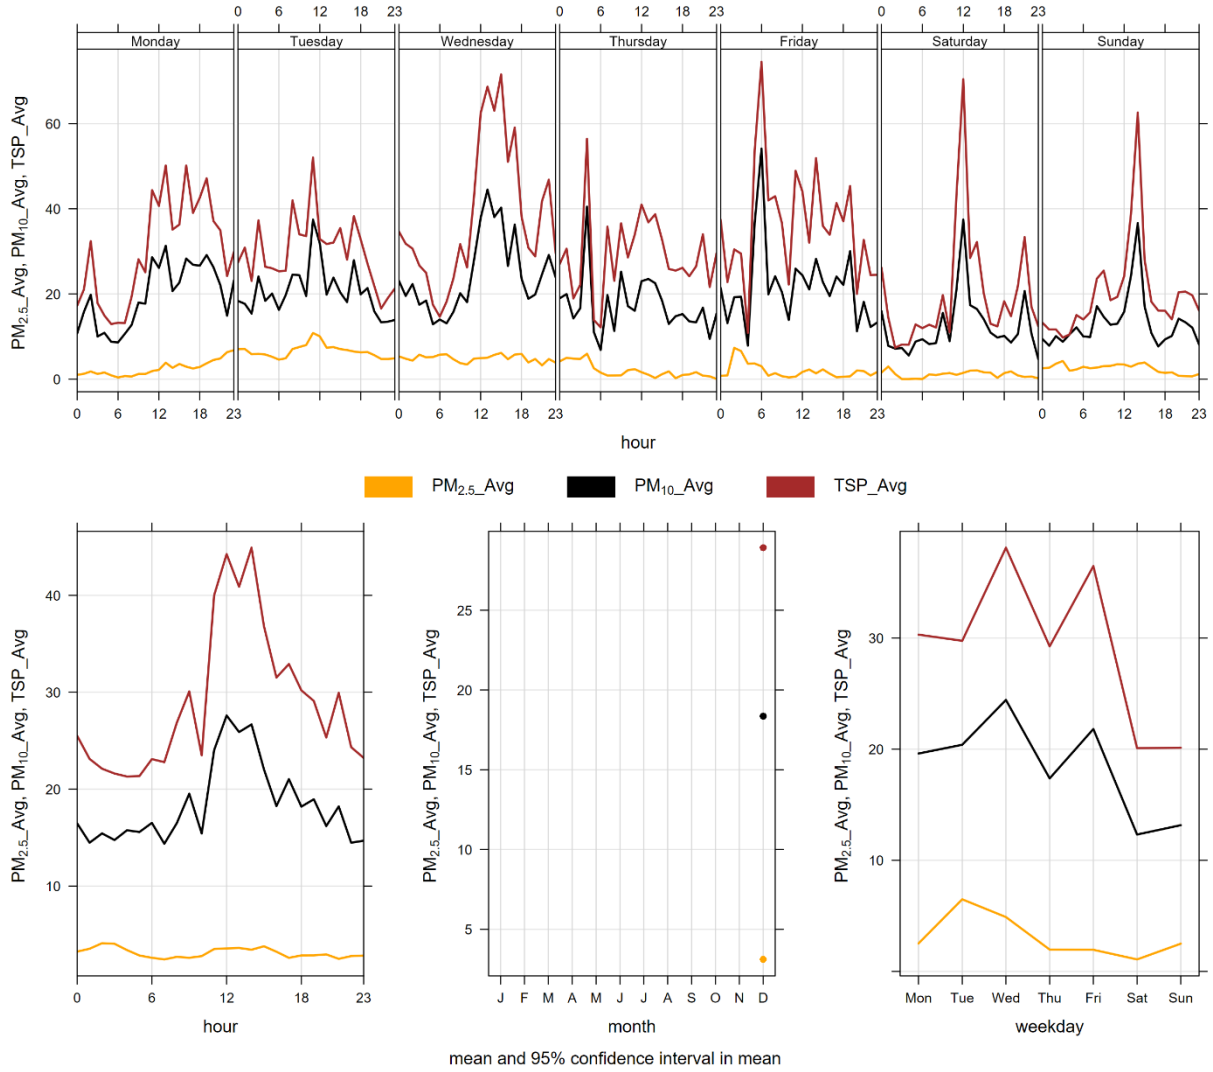 0 6 12 23 0 6 12 23 0 6 12 23
Monday Tuesday Wednesday Thursday Friday Saturday Sunday
PM2.5_Avg, PM10_Avg, TSP_Avg
60
40
20
0
0 6 12 18 0 6 12 18 23 0 6 12 18 0 6 12 18 23
hour
PM2.5_Avg PM10_Avg TSP_Avg
PM2.5_Avg, PM10_Avg, TSP_Avg
40
30
20
10
0 6 12 18 23
hour
PM2.5_Avg, PM10_Avg, TSP_Avg
25
20
15
10
5
J F M A M J J A S O N D
month
PM2.5_Avg, PM10_Avg, TSP_Avg
30
20
10
Mon Tue Wed Thu Fri Sat Sun
weekday
mean and 95% confidence interval in mean